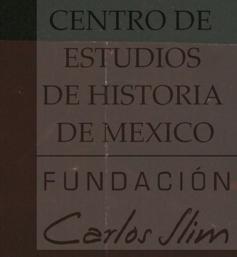 CENTRO DE
ESTUDIOS
DE HISTORIA
DE MEXICO
FUNDACIÓN
Carlos Slim